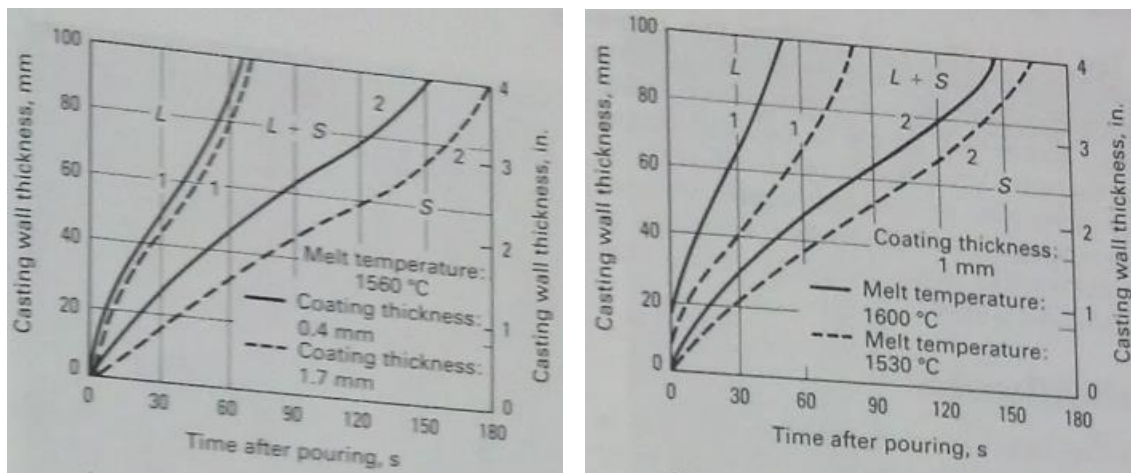 Casting wall thickness, mm
100
80
60
40
20
0
L
L + S
S
1
1
2
2
Melt temperature:
1560 °C
Coating thickness:
0.4 mm
Coating thickness:
1.7 mm
4
3
2
1
0
Casting wall thickness, in.
0 30 60 90 120 150 180
Time after pouring, s
Casting wall thickness, mm
100
80
60
40
20
0
L
L + S
S
1
1
2
2
Coating thickness:
1 mm
Melt temperature:
1600 °C
Melt temperature:
1530 °C
4
3
2
1
0
Casting wall thickness, in.
0 30 60 90 120 160 180
Time after pouring, s